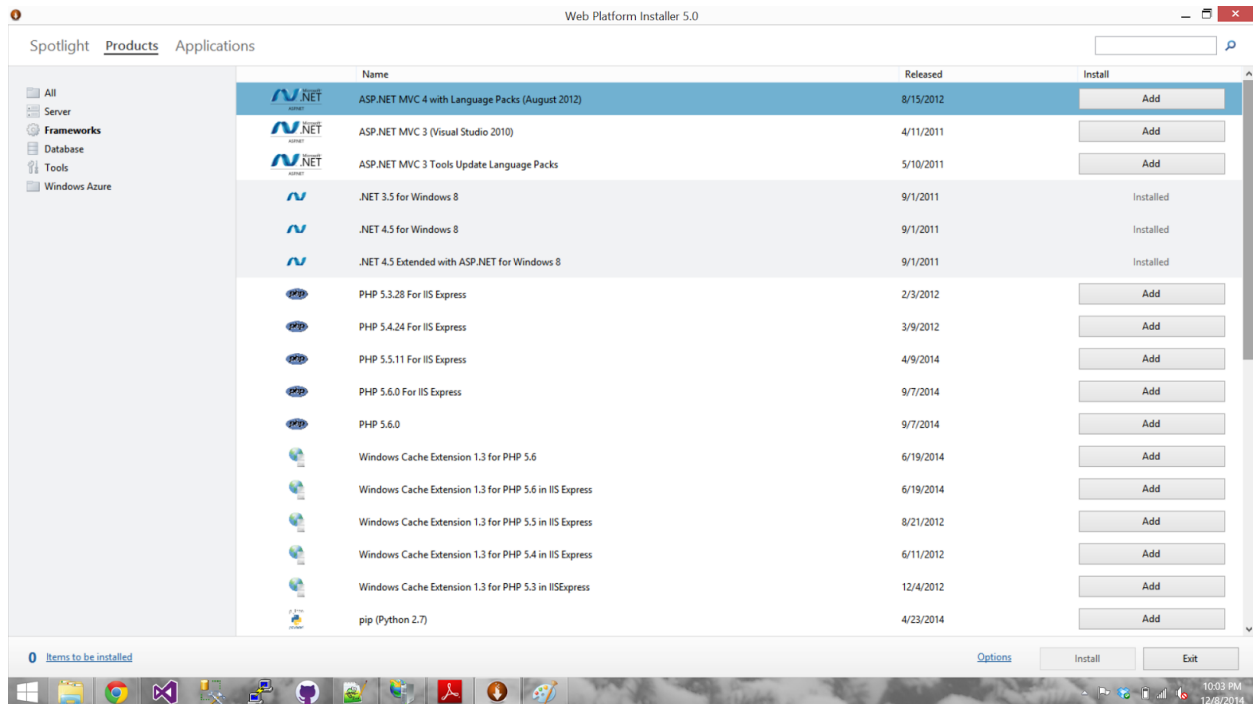 Web Platform Installer 5.0
Spotlight Products Applications
All
Server
Frameworks
Database
Tools
Windows Azure
Name Released Install
ASP.NET MVC 4 with Language Packs (August 2012) 8/15/2012 Add
ASP.NET MVC 3 (Visual Studio 2010) 4/11/2011 Add
ASP.NET MVC 3 Tools Update Language Packs 5/10/2011 Add
.NET 3.5 for Windows 8 9/1/2011 Installed
.NET 4.5 for Windows 8 9/1/2011 Installed
.NET 4.5 Extended with ASP.NET for Windows 8 9/1/2011 Installed
PHP 5.3.28 For IIS Express 2/3/2012 Add
PHP 5.4.24 For IIS Express 3/9/2012 Add
PHP 5.5.11 For IIS Express 4/9/2014 Add
PHP 5.6.0 For IIS Express 9/7/2014 Add
PHP 5.6.0 9/7/2014 Add
Windows Cache Extension 1.3 for PHP 5.6 6/19/2014 Add
Windows Cache Extension 1.3 for PHP 5.6 in IIS Express 6/19/2014 Add
Windows Cache Extension 1.3 for PHP 5.5 in IIS Express 8/21/2012 Add
Windows Cache Extension 1.3 for PHP 5.4 in IIS Express 6/11/2012 Add
Windows Cache Extension 1.3 for PHP 5.3 in IISExpress 12/4/2012 Add
pip (Python 2.7) 4/23/2014 Add
0 Items to be installed Options Install Exit
10:03 PM
12/8/2014